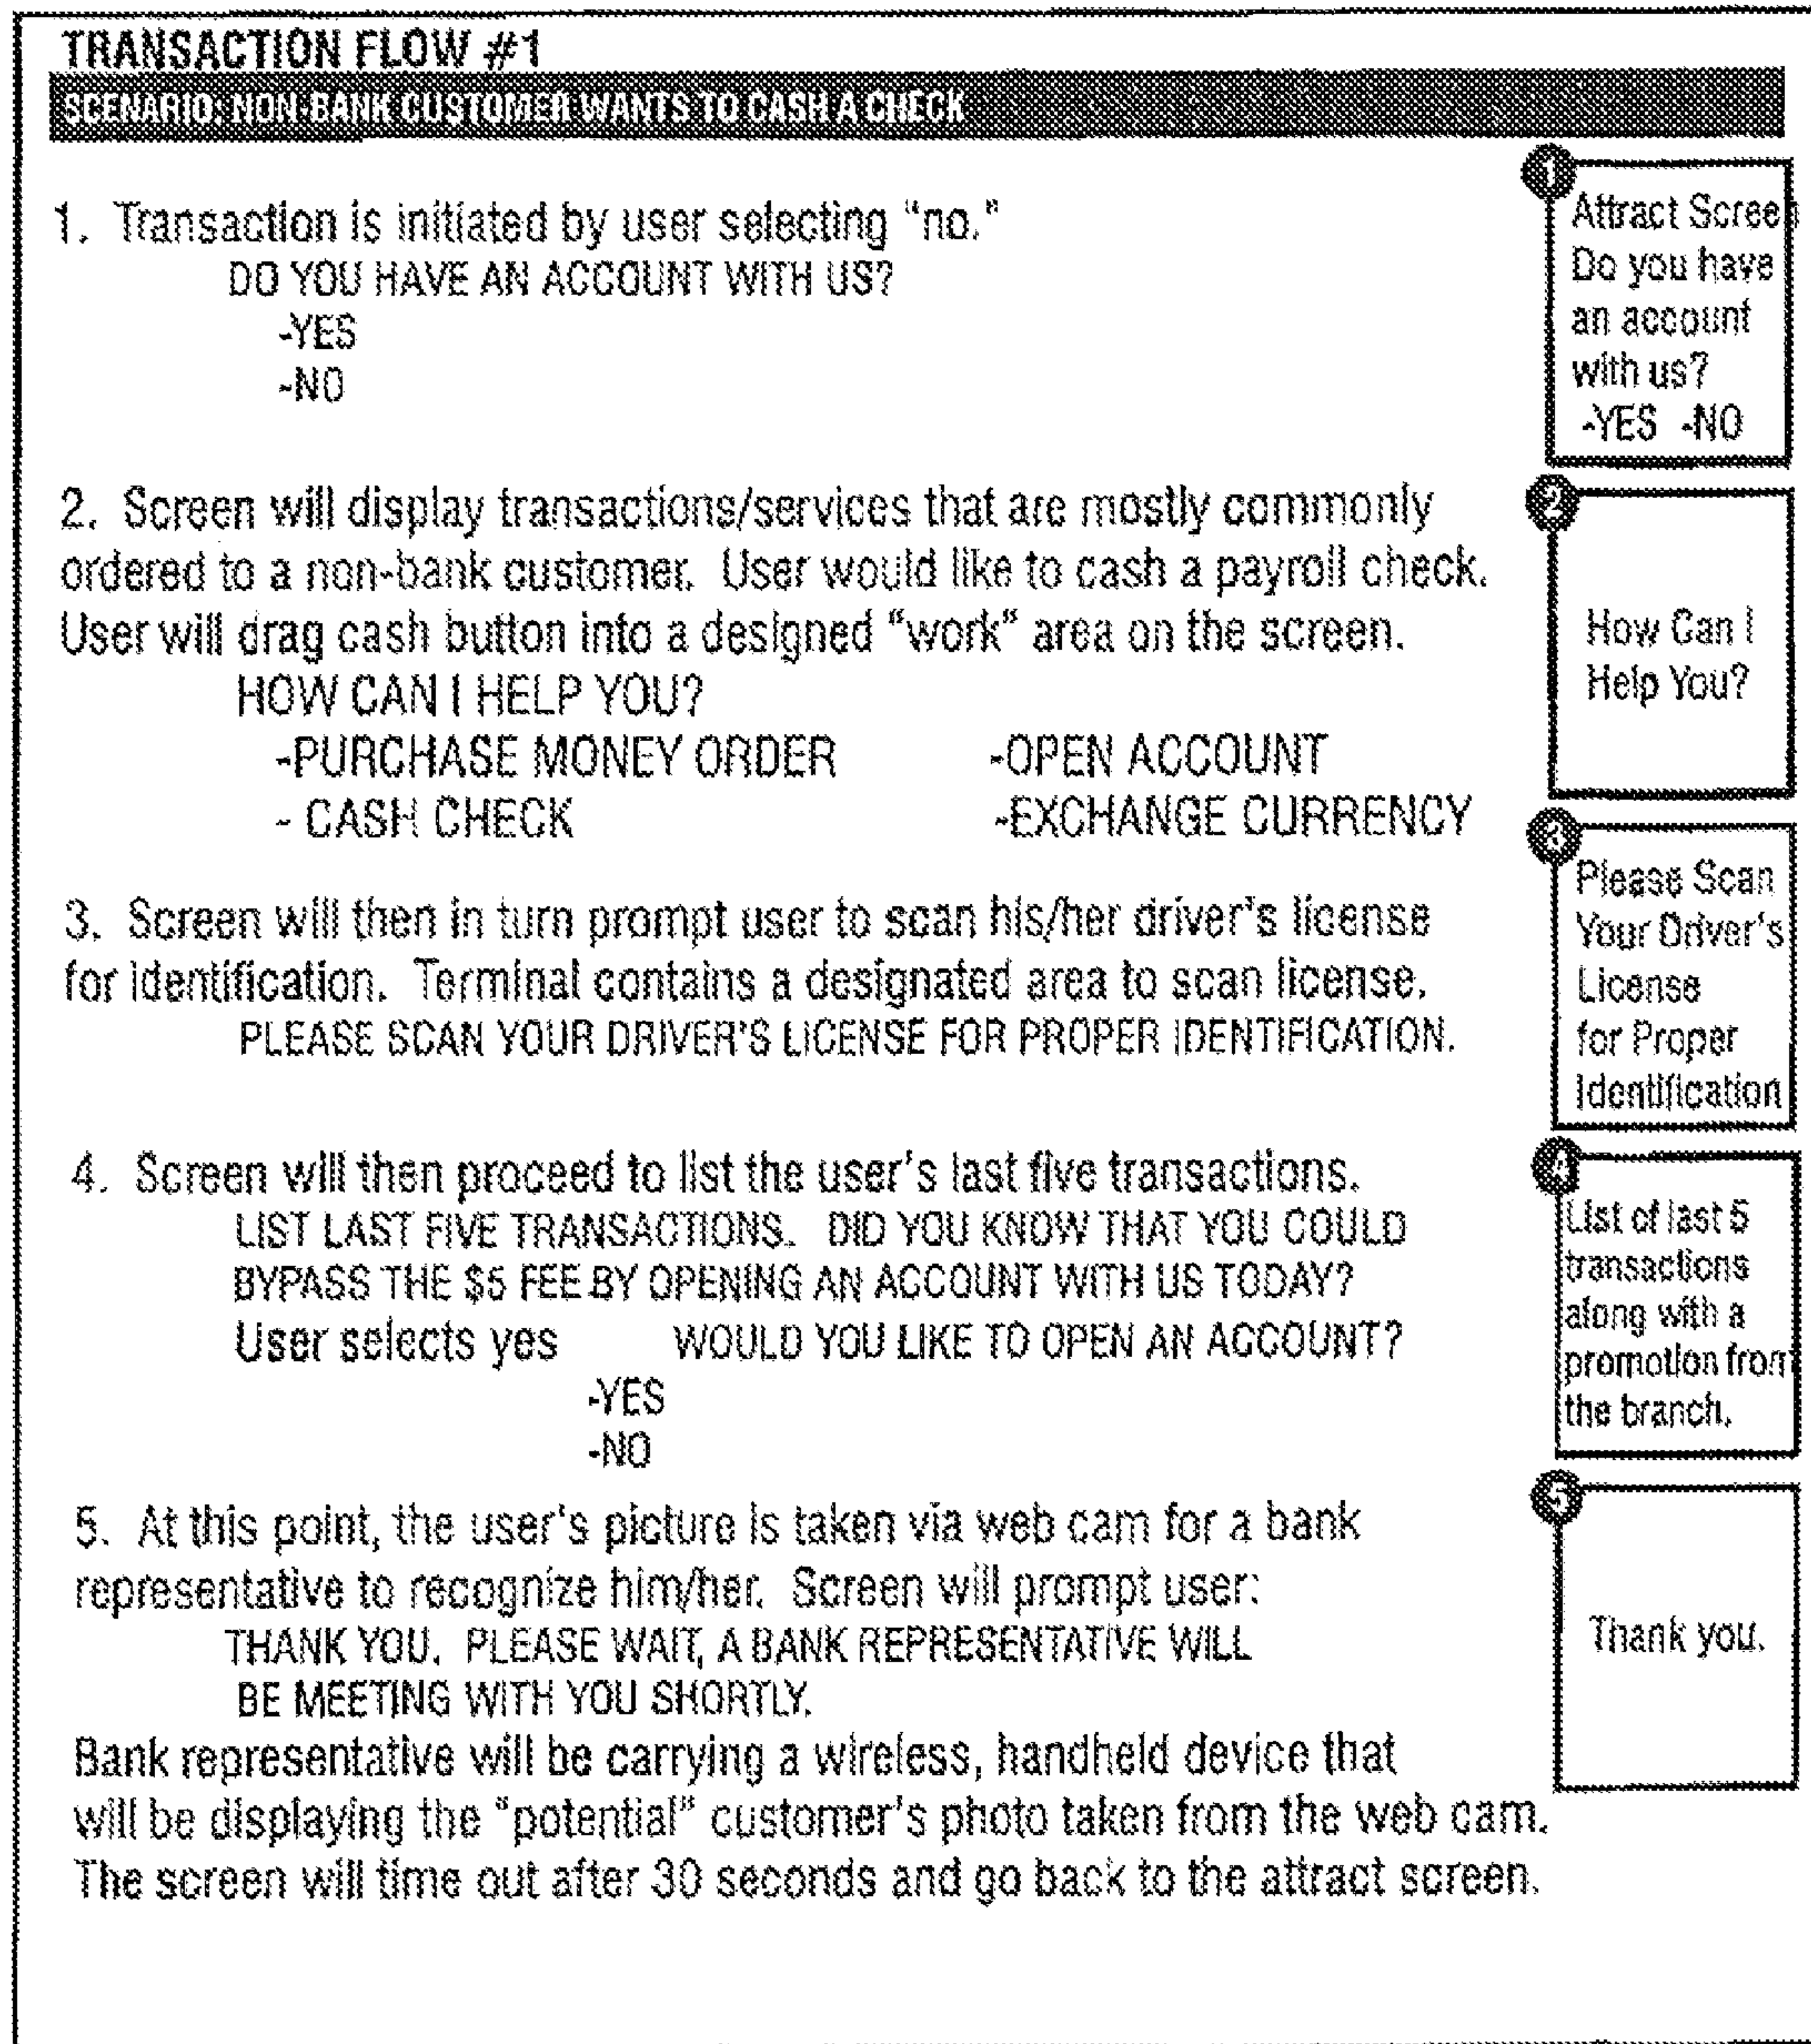 TRANSACTION FLOW #1
SCENARIO: NON-BANK CUSTOMER WANTS TO CASH A CHECK
1. Transaction is initiated by user selecting "no."
DO YOU HAVE AN ACCOUNT WITH US?
-YES
-NO
2. Screen will display transactions/services that are mostly commonly
ordered to a non-bank customer. User would like to cash a payroll check.
User will drag cash button into a designed "work" area on the screen.
HOW CAN I HELP YOU?
-PURCHASE MONEY ORDER -OPEN ACCOUNT
- CASH CHECK -EXCHANGE CURRENCY
3. Screen will then in turn prompt user to scan his/her driver's license
for identification. Terminal contains a designated area to scan license.
PLEASE SCAN YOUR DRIVER'S LICENSE FOR PROPER IDENTIFICATION.
4. Screen will then proceed to list the user's last five transactions.
LIST LAST FIVE TRANSACTIONS. DID YOU KNOW THAT YOU COULD
BYPASS THE $5 FEE BY OPENING AN ACCOUNT WITH US TODAY?
User selects yes WOULD YOU LIKE TO OPEN AN ACCOUNT?
-YES
-NO
5. At this point, the user's picture is taken via web cam for a bank
representative to recognize him/her. Screen will prompt user:
THANK YOU. PLEASE WAIT, A BANK REPRESENTATIVE WILL
BE MEETING WITH YOU SHORTLY.
Bank representative will be carrying a wireless, handheld device that
will be displaying the "potential" customer's photo taken from the web cam.
The screen will time out after 30 seconds and go back to the attract screen.
1
Attract Screen
Do you have
an account
with us?
-YES -NO
2
How Can I
Help You?
3
Please Scan
Your Driver's
License
for Proper
Identification
4
List of last 5
transactions
along with a
promotion from
the branch.
5
Thank you.